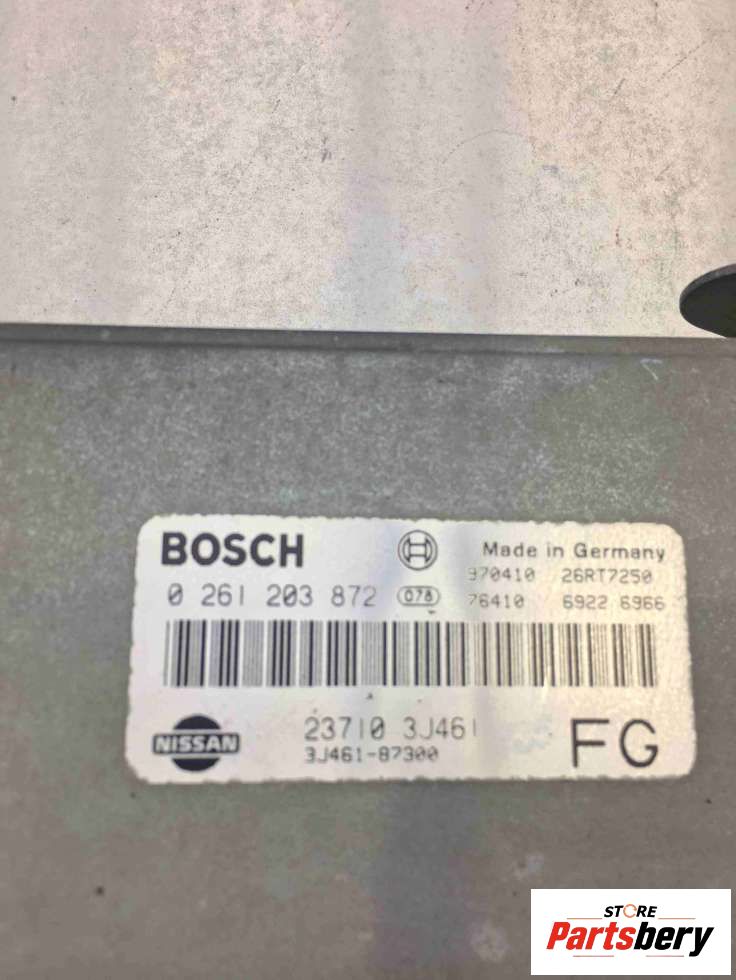 BOSCH Made in Germany
970410 26RT7250
0 261 203 872 078 76410 6922 6966
NISSAN 23710 3J461 FG
3J461-87300
STORE
Partsbery